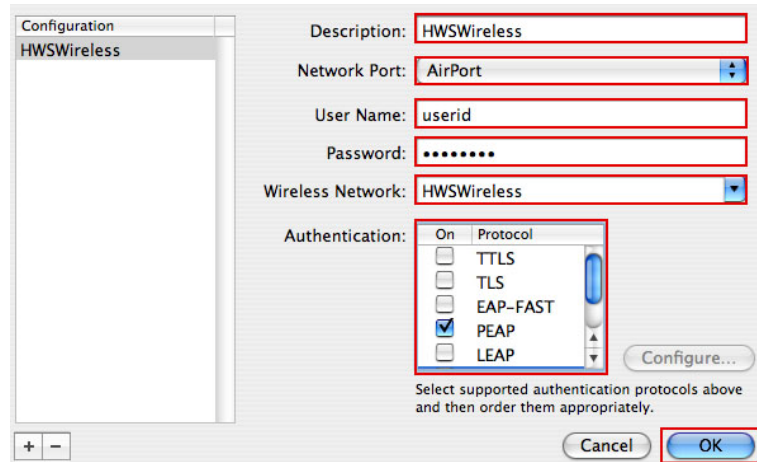 Configuration
HWSWireless
Description: HWSWireless
Network Port: AirPort
User Name: userid
Password: ••••••••
Wireless Network: HWSWireless
Authentication:
On Protocol
TTLS
TLS
EAP-FAST
PEAP
LEAP
Configure...
Select supported authentication protocols above
and then order them appropriately.
+ −
Cancel OK